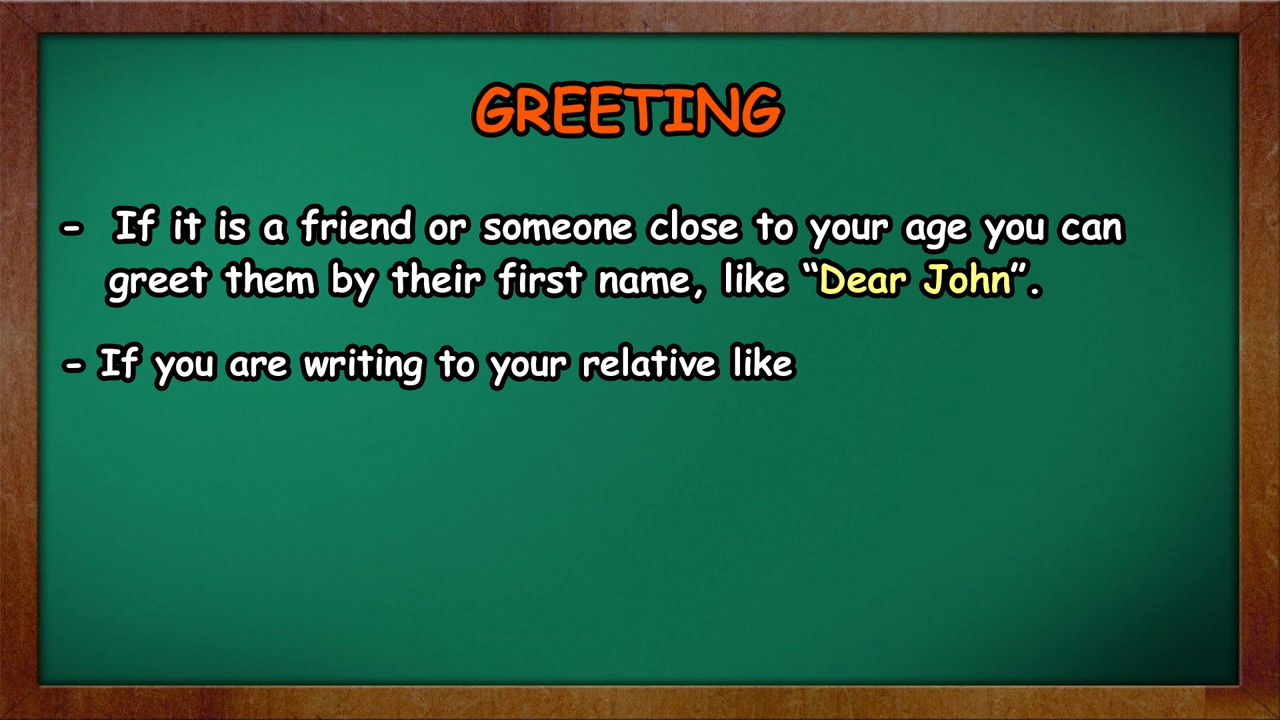 GREETING
- If it is a friend or someone close to your age you can
greet them by their first name, like “Dear John”.
- If you are writing to your relative like